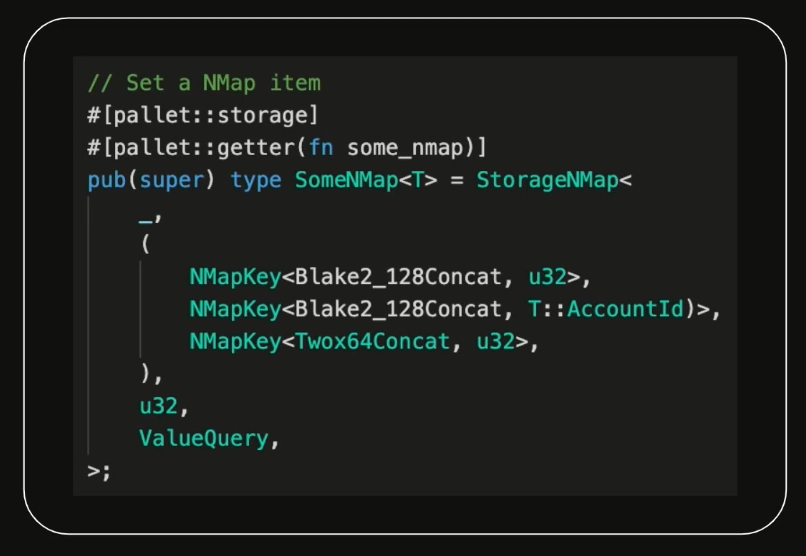 // Set a NMap item
#[pallet::storage]
#[pallet::getter(fn some_nmap)]
pub(super) type SomeNMap<T> = StorageNMap<
_,
(
NMapKey<Blake2_128Concat, u32>,
NMapKey<Blake2_128Concat, T::AccountId)>,
NMapKey<Twox64Concat, u32>,
),
u32,
ValueQuery,
>;